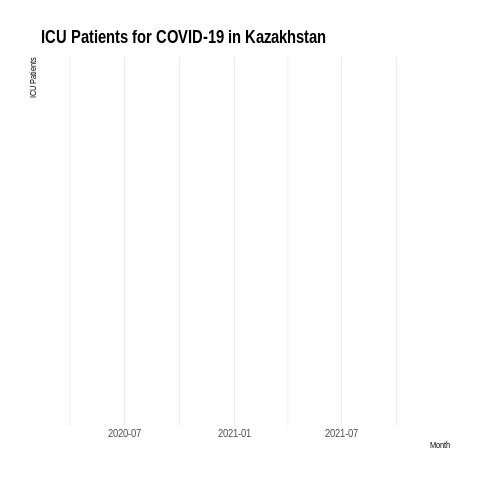 ICU Patients for COVID-19 in Kazakhstan
ICU Patients
2020-07
2021-01
2021-07
Month